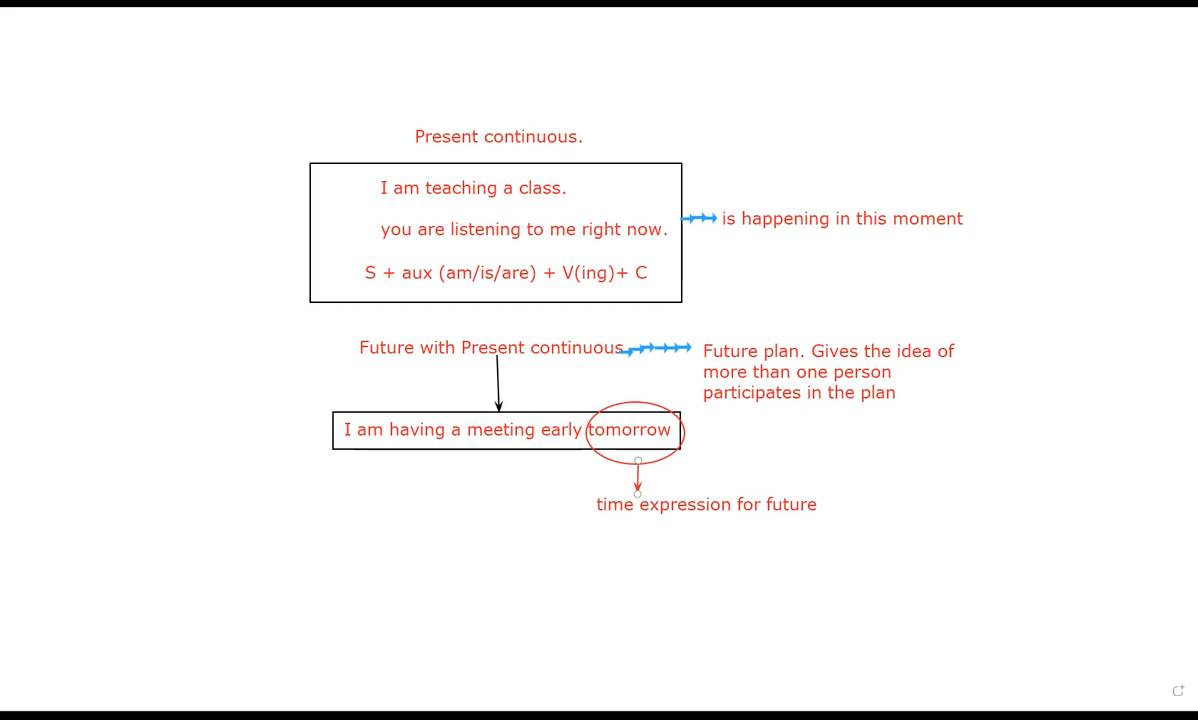 Present continuous.
I am teaching a class.
you are listening to me right now.
is happening in this moment
S + aux (am/is/are) + V(ing)+ C
Future with Present continuous
Future plan. Gives the idea of
more than one person
participates in the plan
I am having a meeting early tomorrow
time expression for future